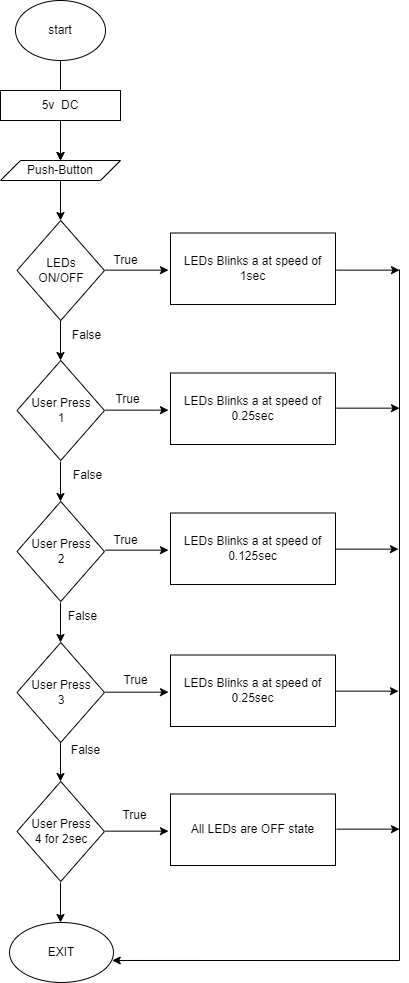 start
5v DC
Push-Button
LEDs
ON/OFF
True
LEDs Blinks a at speed of
1sec
False
User Press
1
True
LEDs Blinks a at speed of
0.25sec
False
User Press
2
True
LEDs Blinks a at speed of
0.125sec
False
User Press
3
True
LEDs Blinks a at speed of
0.25sec
False
User Press
4 for 2sec
True
All LEDs are OFF state
EXIT